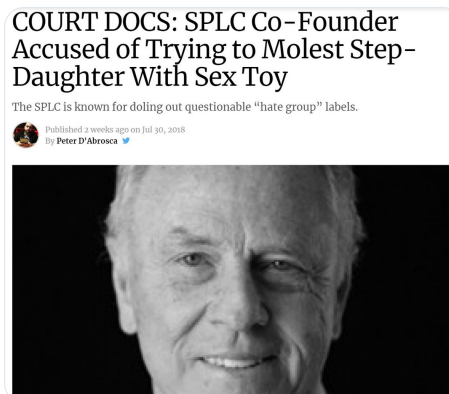 COURT DOCS: SPLC Co-Founder
Accused of Trying to Molest Step-
Daughter With Sex Toy
The SPLC is known for doling out questionable “hate group” labels.
Published 2 weeks ago on Jul 30, 2018
By Peter D'Abrosca